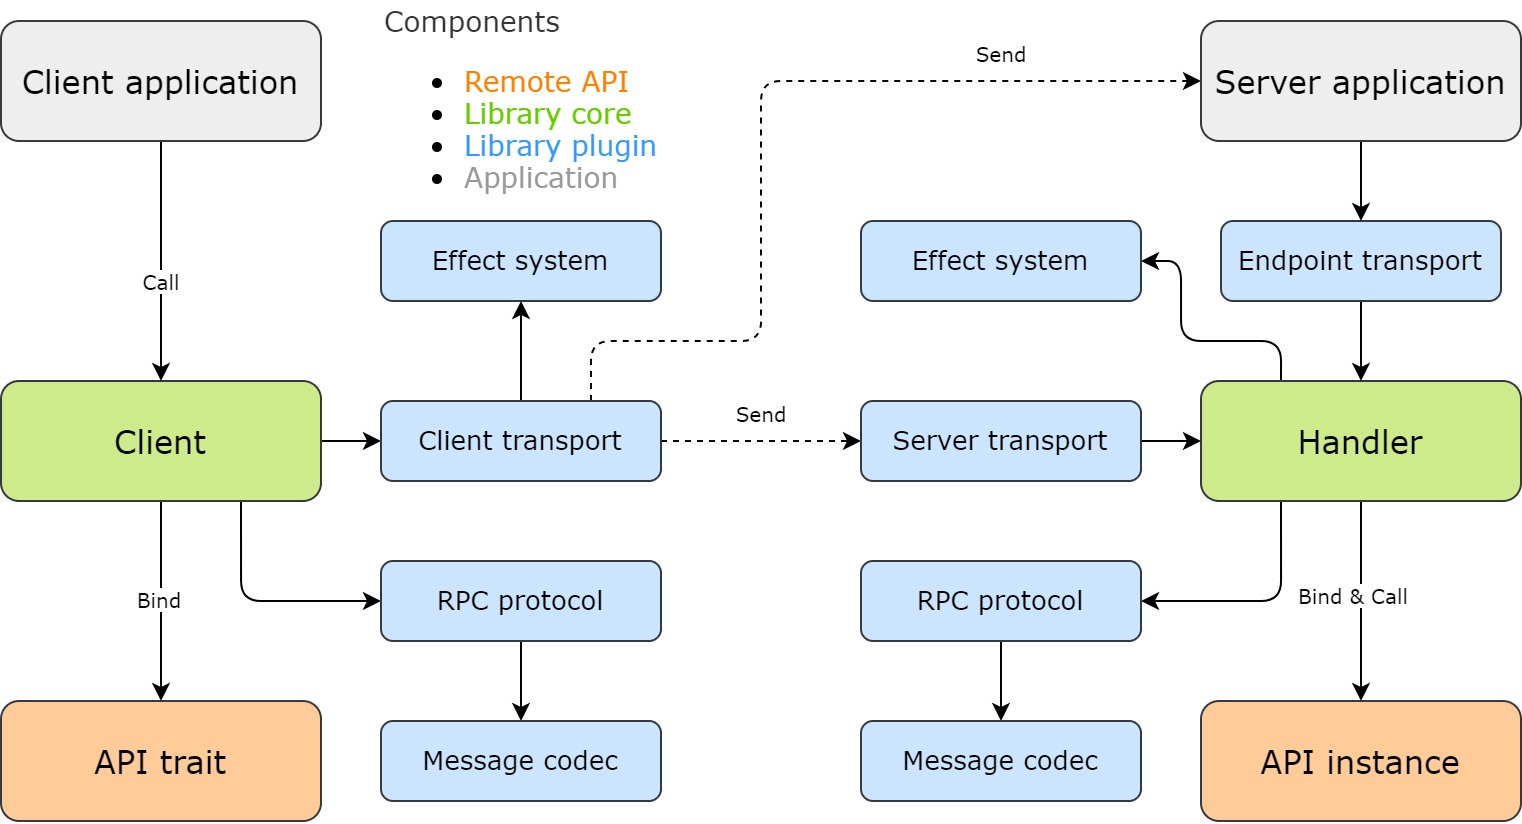 Components
Client application
Remote API
Library core
Library plugin
Application
Send
Server application
Call
Effect system
Effect system
Endpoint transport
Client
Client transport
Send
Server transport
Handler
Bind
RPC protocol
RPC protocol
Bind & Call
API trait
Message codec
Message codec
API instance